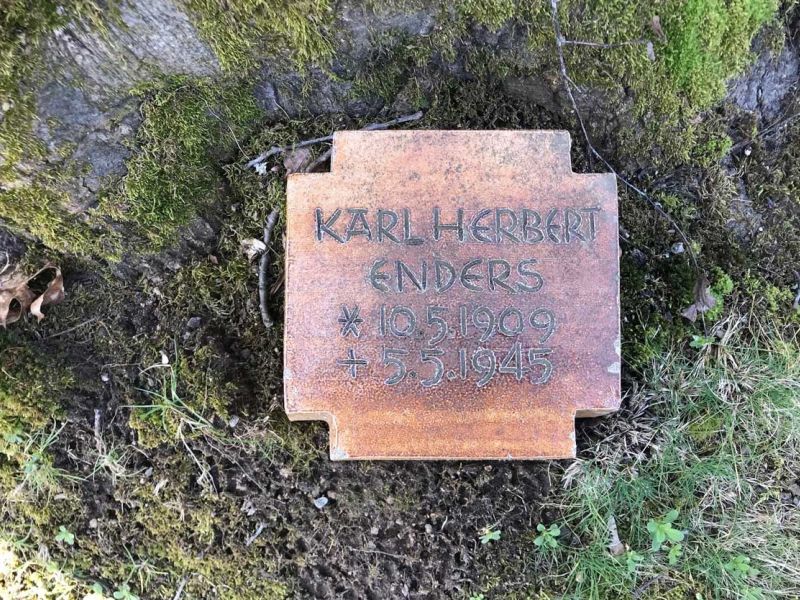 KARL HERBERT
ENDERS
* 10.5.1909
+ 5.5.1945